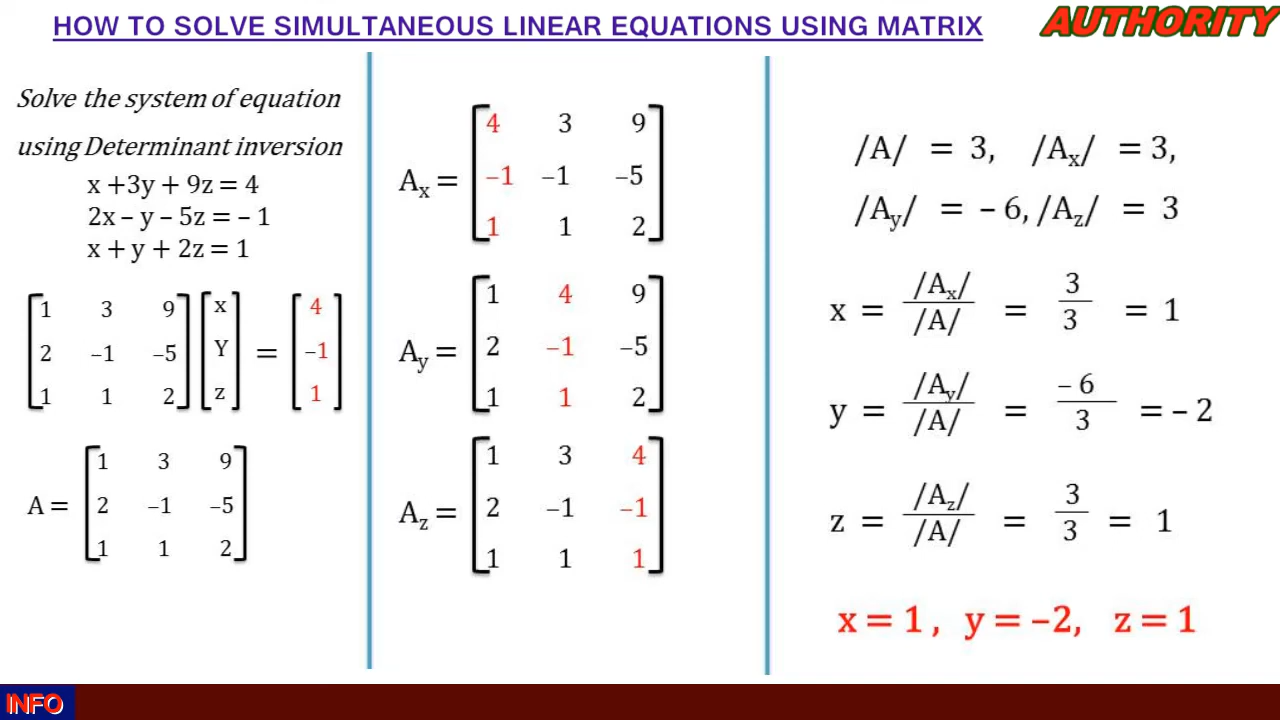 HOW TO SOLVE SIMULTANEOUS LINEAR EQUATIONS USING MATRIX
AUTHORITY
Solve the system of equation
using Determinant inversion
x +3y + 9z = 4
2x – y – 5z = – 1
x + y + 2z = 1
1 3 9 x 4
2 –1 –5 Y = –1
1 1 2 z 1
1 3 9
A = 2 –1 –5
1 1 2
4 3 9
Ax = –1 –1 –5
1 1 2
1 4 9
Ay = 2 –1 –5
1 1 2
1 3 4
Az = 2 –1 –1
1 1 1
/A/ = 3, /Ax/ = 3,
/Ay/ = – 6, /Az/ = 3
x = /Ax/ / /A/ = 3 / 3 = 1
y = /Ay/ / /A/ = – 6 / 3 = – 2
z = /Az/ / /A/ = 3 / 3 = 1
x = 1 , y = –2, z = 1
INFO